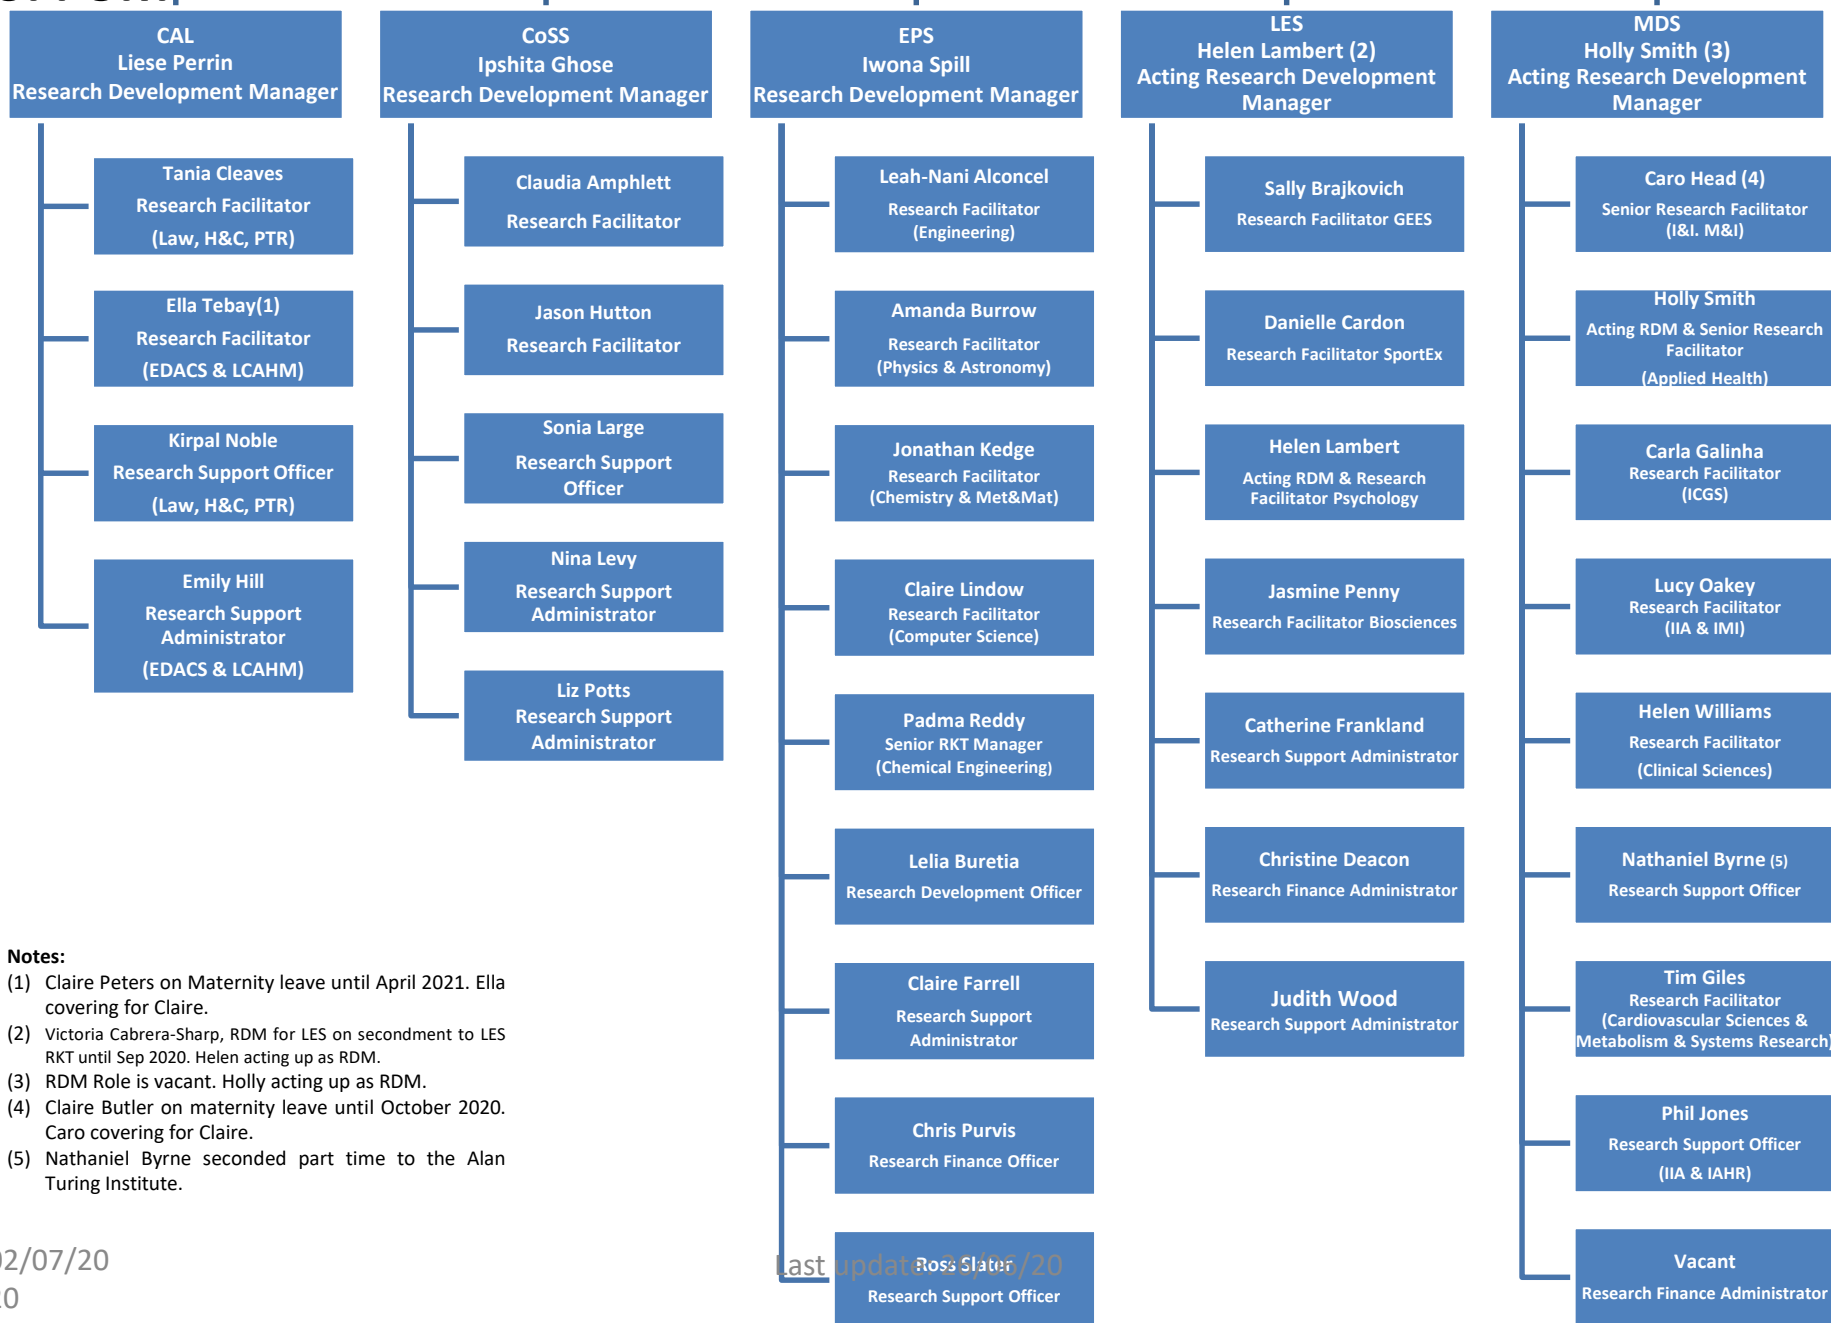 CAL
Liese Perrin
Research Development Manager
Tania Cleaves
Research Facilitator
(Law, H&C, PTR)
Ella Tebay(1)
Research Facilitator
(EDACS & LCAHM)
Kirpal Noble
Research Support Officer
(Law, H&C, PTR)
Emily Hill
Research Support
Administrator
(EDACS & LCAHM)
CoSS
Ipshita Ghose
Research Development Manager
Claudia Amphlett
Research Facilitator
Jason Hutton
Research Facilitator
Sonia Large
Research Support
Officer
Nina Levy
Research Support
Administrator
Liz Potts
Research Support
Administrator
EPS
Iwona Spill
Research Development Manager
Leah-Nani Alconcel
Research Facilitator
(Engineering)
Amanda Burrow
Research Facilitator
(Physics & Astronomy)
Jonathan Kedge
Research Facilitator
(Chemistry & Met&Mat)
Claire Lindow
Research Facilitator
(Computer Science)
Padma Reddy
Senior RKT Manager
(Chemical Engineering)
Lelia Buretia
Research Development Officer
Claire Farrell
Research Support
Administrator
Chris Purvis
Research Finance Officer
Ross Slater
Research Support Officer
LES
Helen Lambert (2)
Acting Research Development
Manager
Sally Brajkovich
Research Facilitator GEES
Danielle Cardon
Research Facilitator SportEx
Helen Lambert
Acting RDM & Research
Facilitator Psychology
Jasmine Penny
Research Facilitator Biosciences
Catherine Frankland
Research Support Administrator
Christine Deacon
Research Finance Administrator
Judith Wood
Research Support Administrator
MDS
Holly Smith (3)
Acting Research Development
Manager
Caro Head (4)
Senior Research Facilitator
(I&I. M&I)
Holly Smith
Acting RDM & Senior Research
Facilitator
(Applied Health)
Carla Galinha
Research Facilitator
(ICGS)
Lucy Oakey
Research Facilitator
(IIA & IMI)
Helen Williams
Research Facilitator
(Clinical Sciences)
Nathaniel Byrne (5)
Research Support Officer
Tim Giles
Research Facilitator
(Cardiovascular Sciences &
Metabolism & Systems Research)
Phil Jones
Research Support Officer
(IIA & IAHR)
Vacant
Research Finance Administrator
Notes:
(1) Claire Peters on Maternity leave until April 2021. Ella
covering for Claire.
(2) Victoria Cabrera-Sharp, RDM for LES on secondment to LES
RKT until Sep 2020. Helen acting up as RDM.
(3) RDM Role is vacant. Holly acting up as RDM.
(4) Claire Butler on maternity leave until October 2020.
Caro covering for Claire.
(5) Nathaniel Byrne seconded part time to the Alan
Turing Institute.
02/07/20
20
Last update: 26/06/20